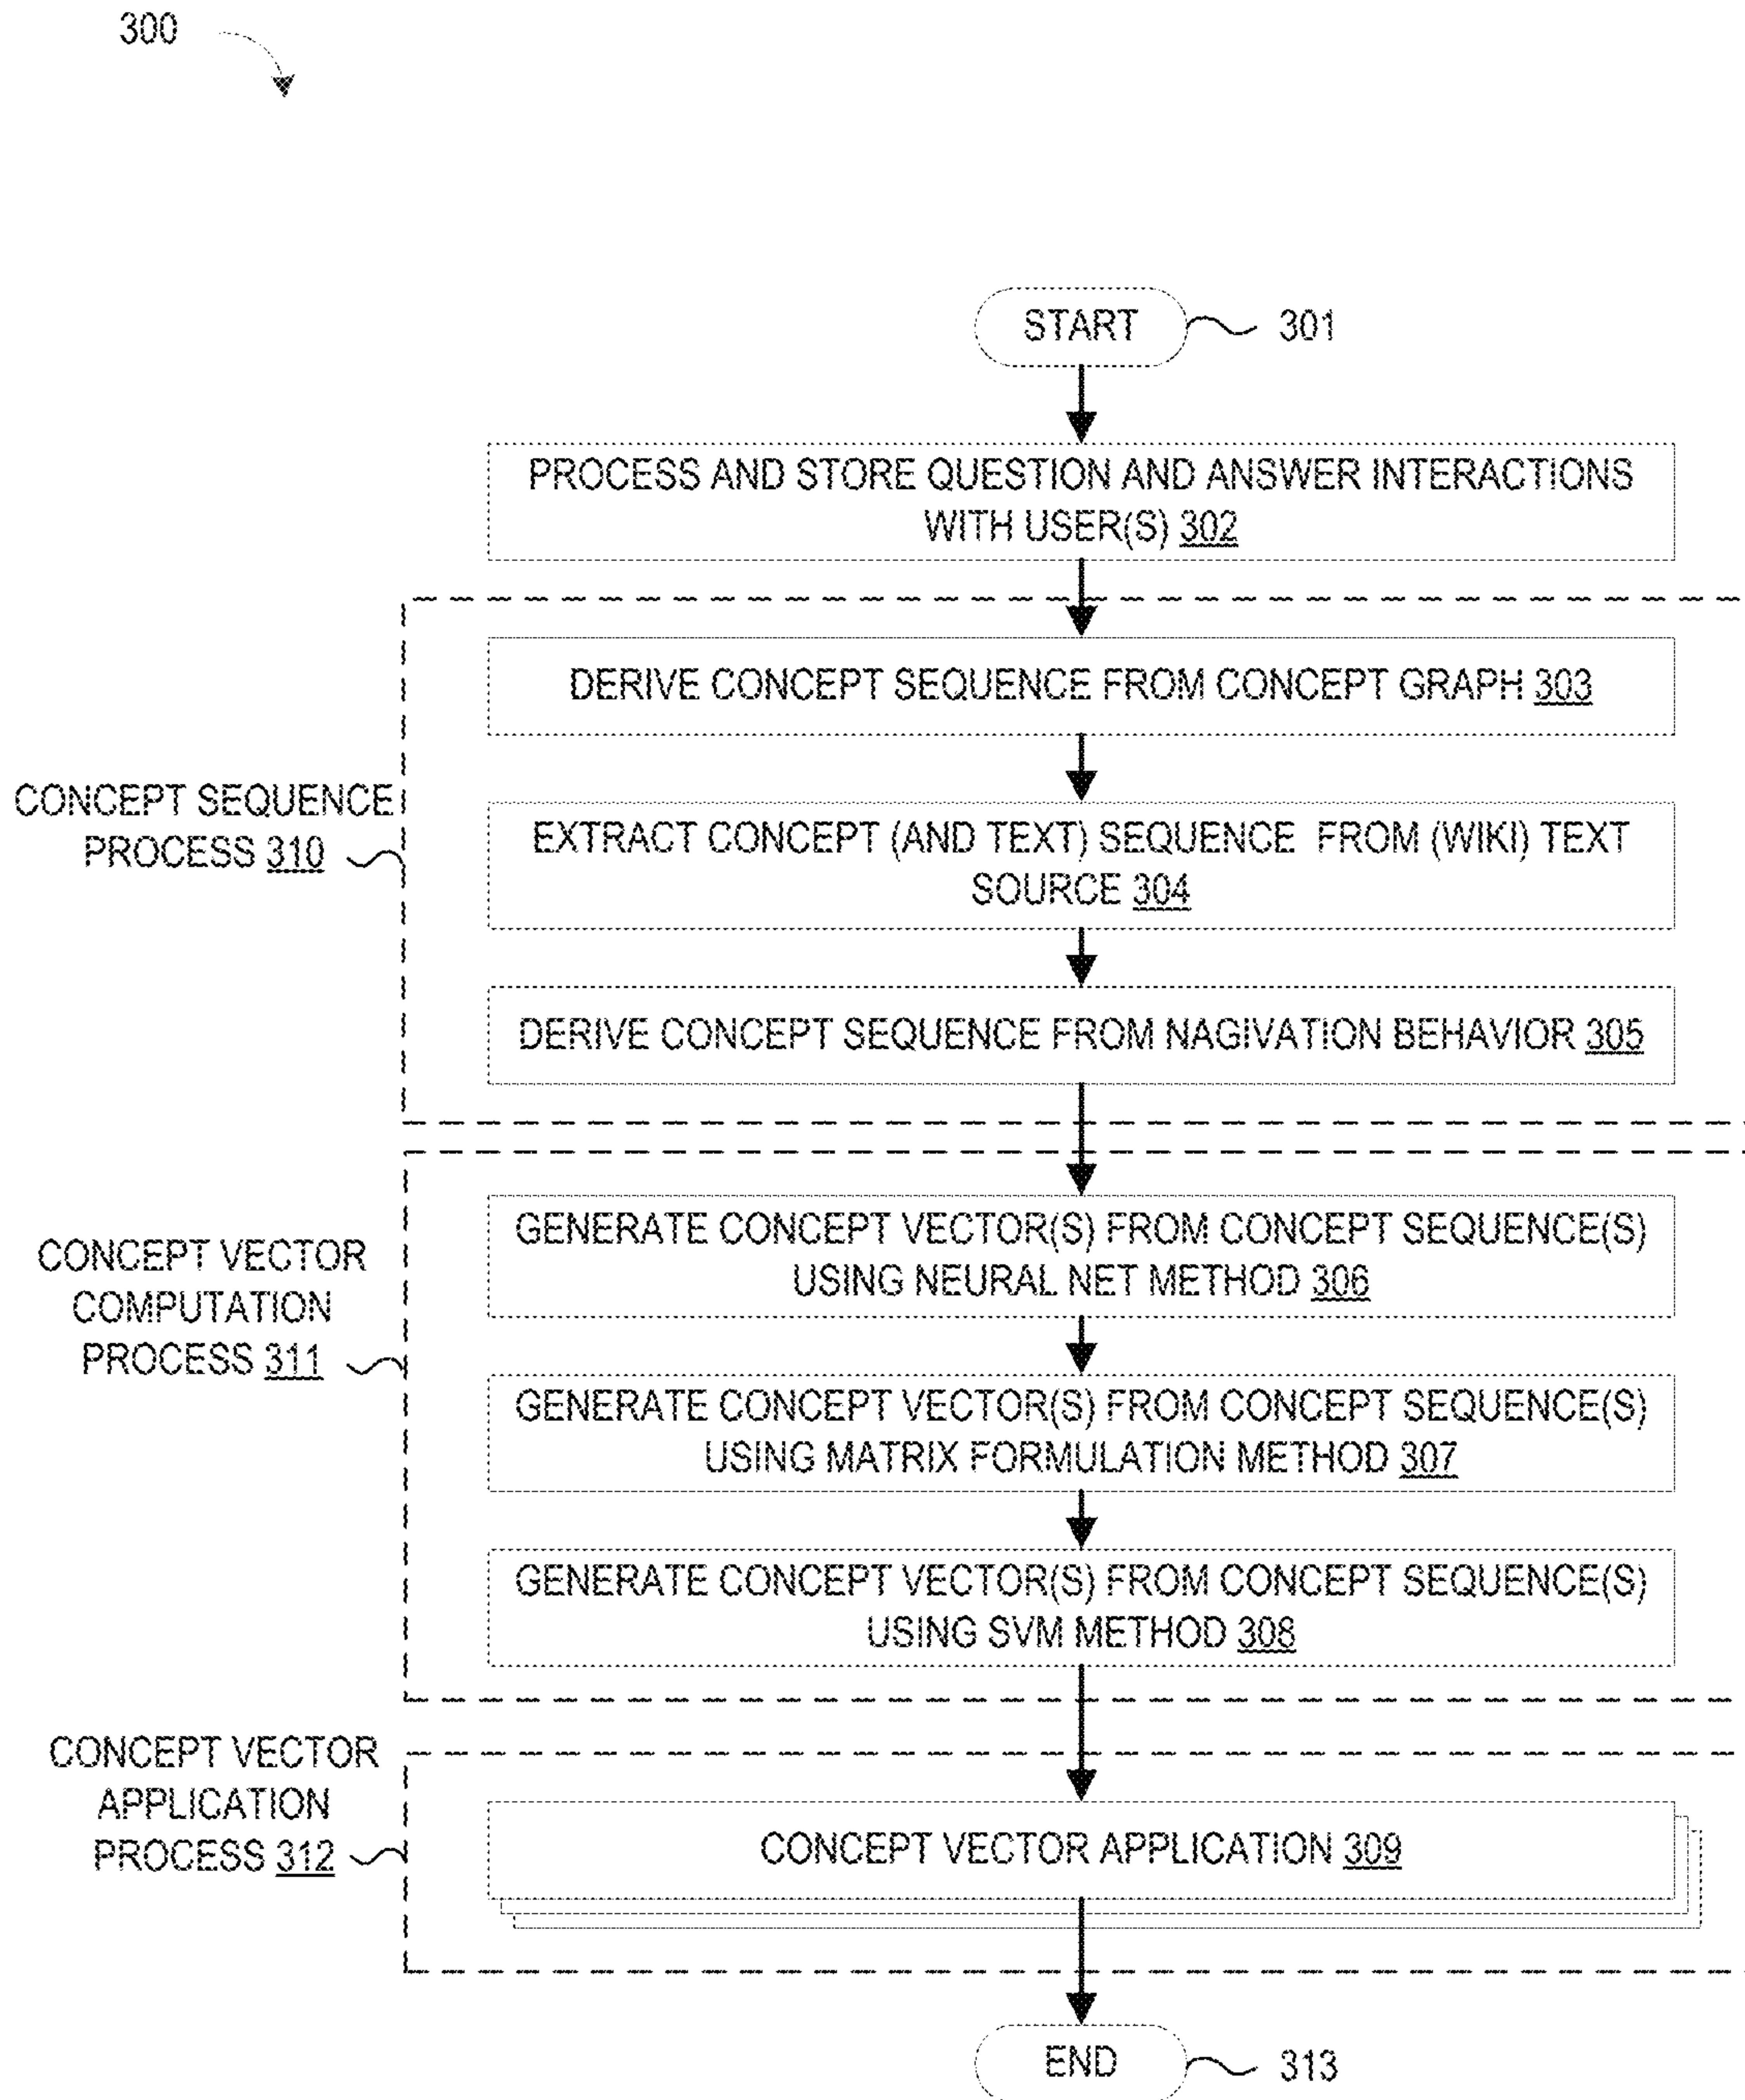 300
START
301
PROCESS AND STORE QUESTION AND ANSWER INTERACTIONS
WITH USER(S) 302
DERIVE CONCEPT SEQUENCE FROM CONCEPT GRAPH 303
CONCEPT SEQUENCE
PROCESS 310
EXTRACT CONCEPT (AND TEXT) SEQUENCE FROM (WIKI) TEXT
SOURCE 304
DERIVE CONCEPT SEQUENCE FROM NAGIVATION BEHAVIOR 305
CONCEPT VECTOR
COMPUTATION
PROCESS 311
GENERATE CONCEPT VECTOR(S) FROM CONCEPT SEQUENCE(S)
USING NEURAL NET METHOD 306
GENERATE CONCEPT VECTOR(S) FROM CONCEPT SEQUENCE(S)
USING MATRIX FORMULATION METHOD 307
GENERATE CONCEPT VECTOR(S) FROM CONCEPT SEQUENCE(S)
USING SVM METHOD 308
CONCEPT VECTOR
APPLICATION
PROCESS 312
CONCEPT VECTOR APPLICATION 309
END
313